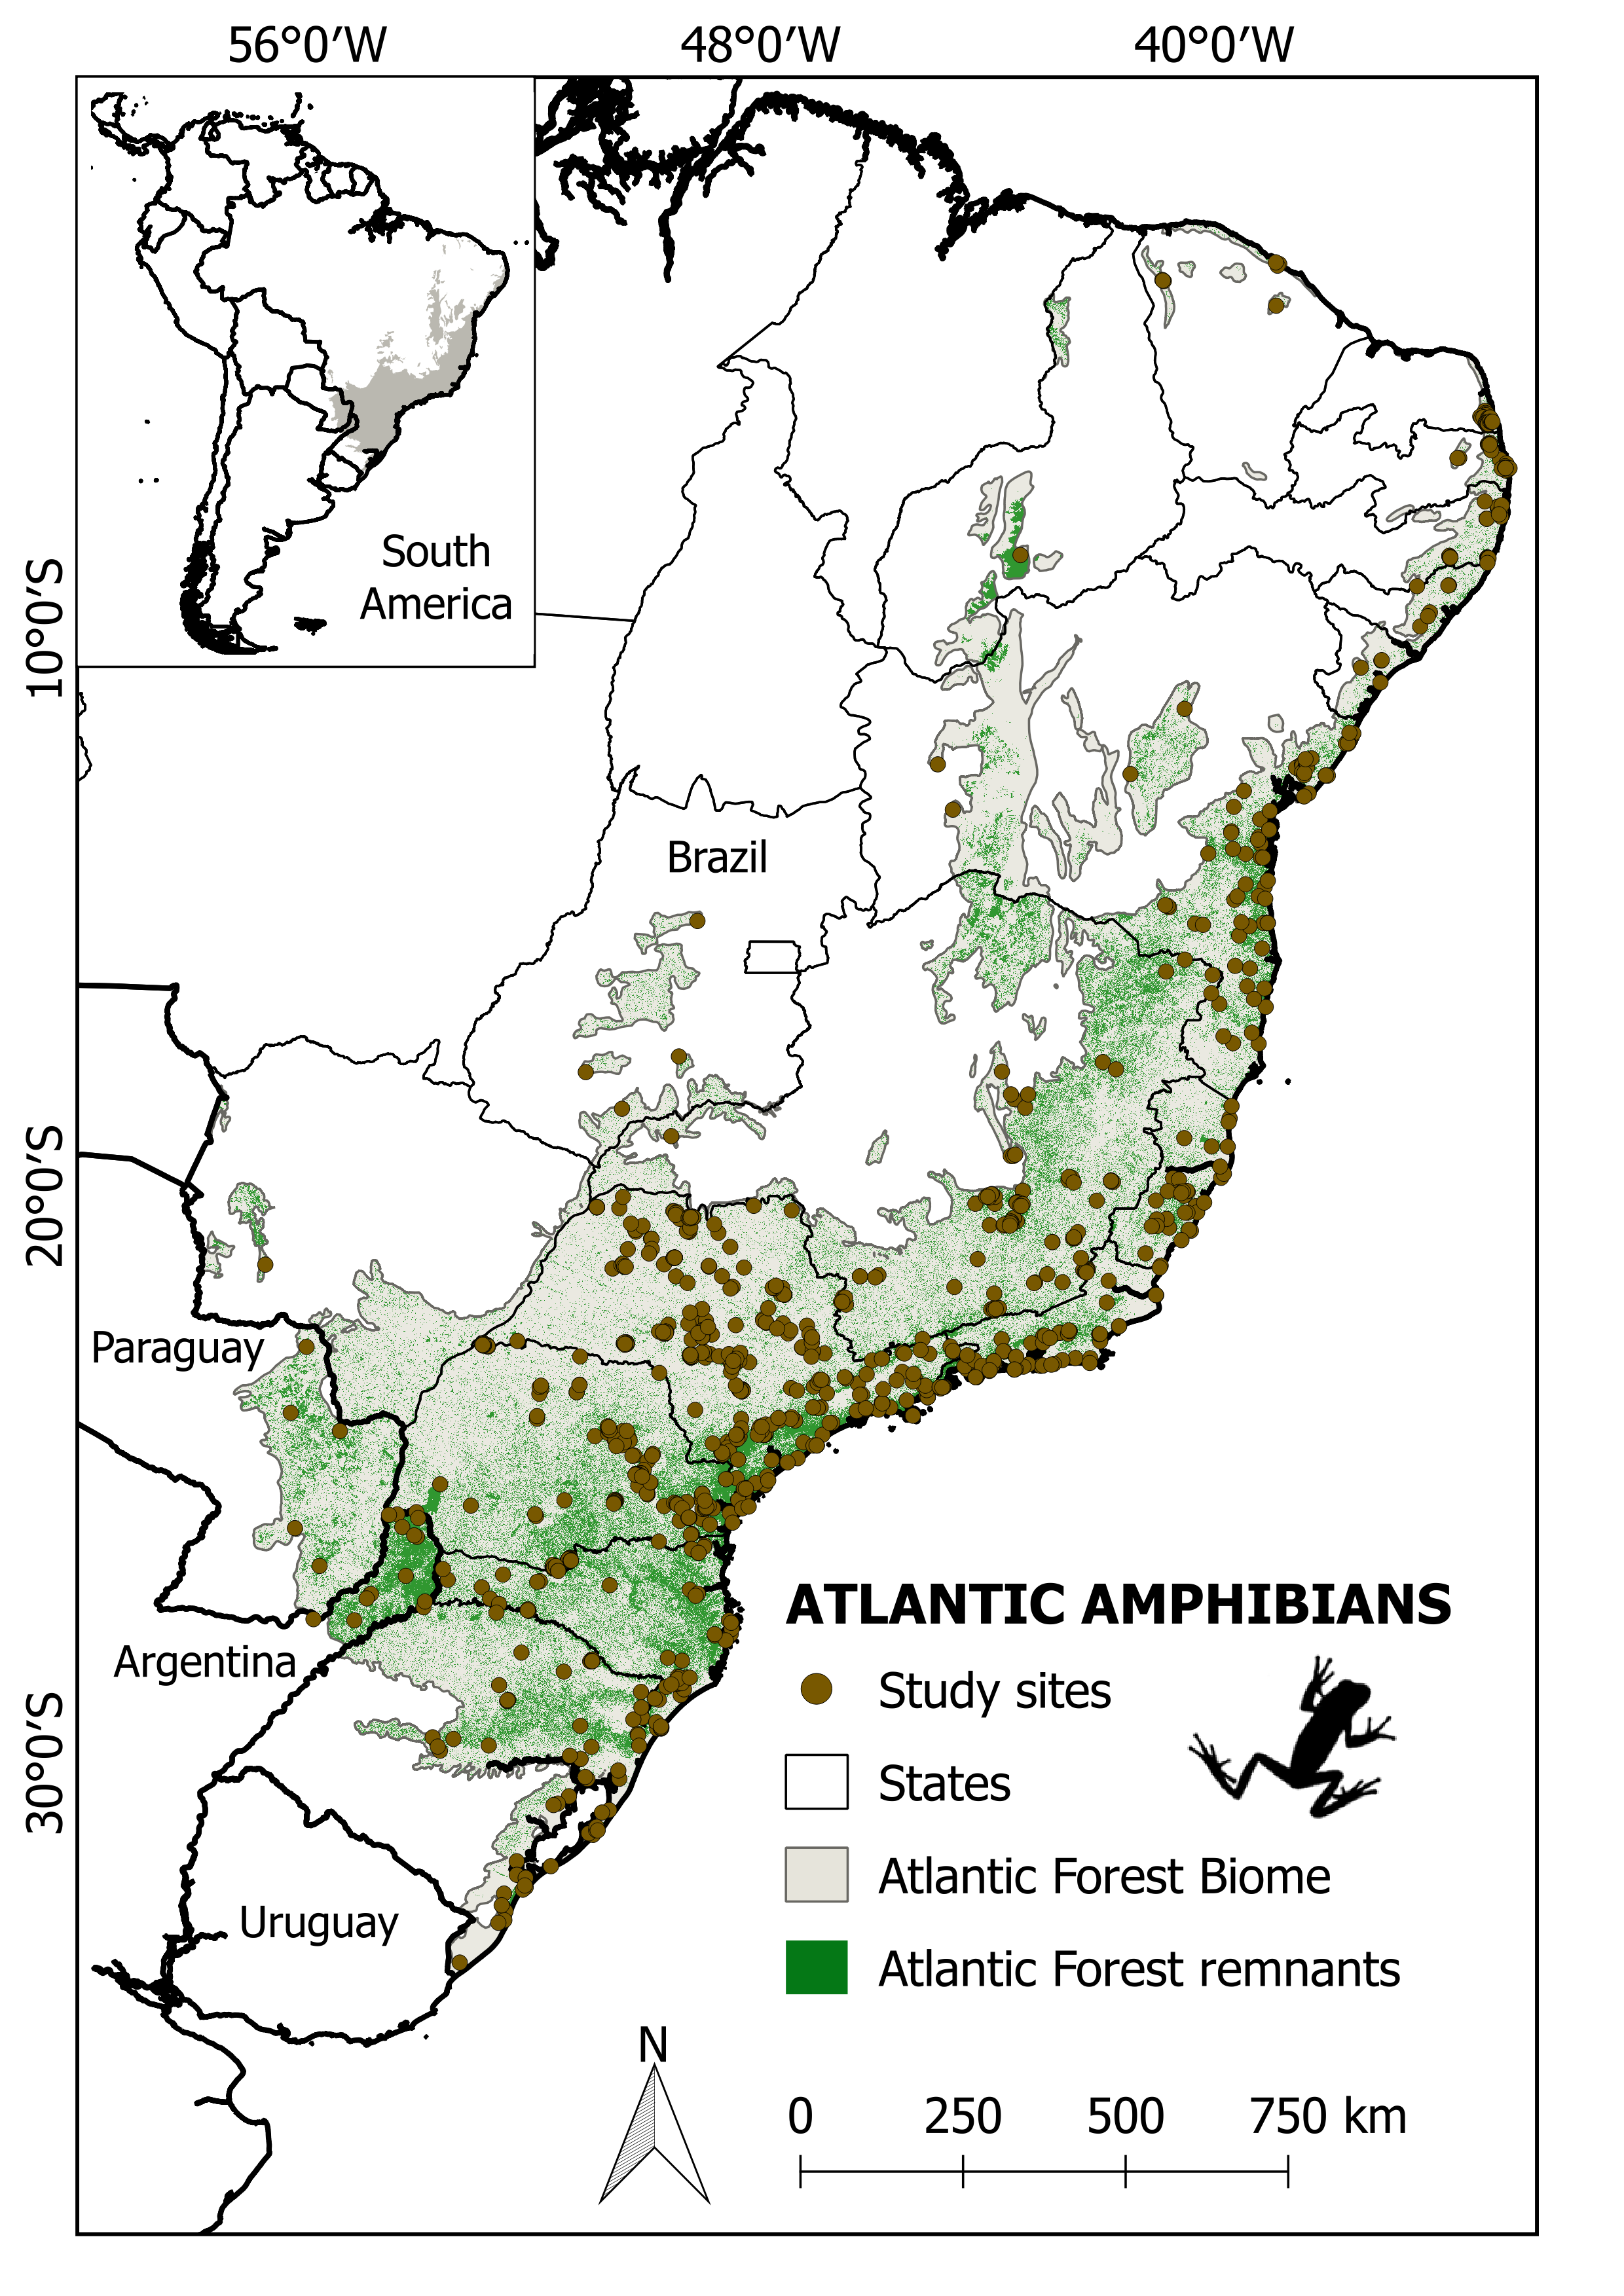 56°0′W
48°0′W
40°0′W
South
America
10°0′S
Brazil
20°0′S
Paraguay
ATLANTIC AMPHIBIANS
Argentina
Study sites
30°0′S
States
Atlantic Forest Biome
Uruguay
Atlantic Forest remnants
N
0 250 500 750 km